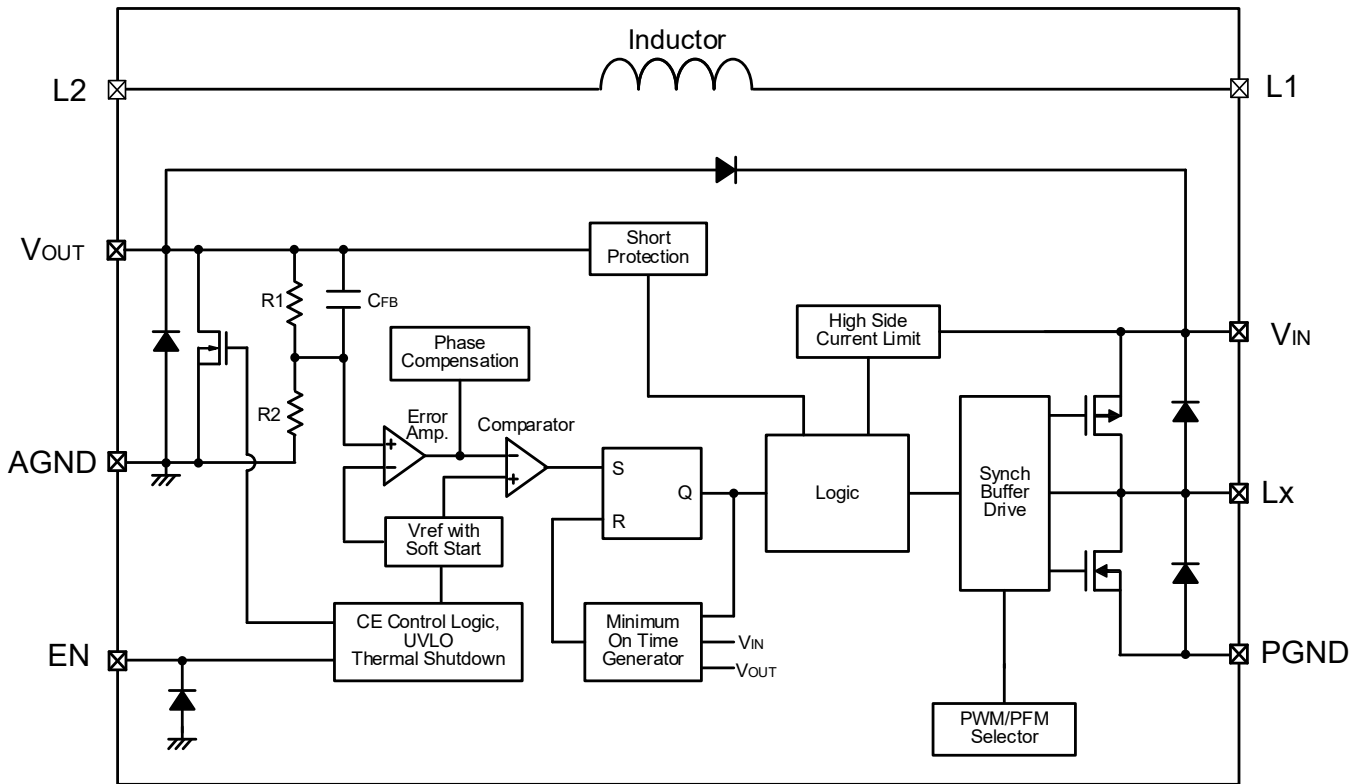 Inductor
L2
L1
VOUT
Short
Protection
R1
CFB
High Side
Current Limit
VIN
Phase
Compensation
R2
Error
Amp.
Comparator
+
−
−
+
AGND
S
Q
R
Logic
Synch
Buffer
Drive
Lx
Vref with
Soft Start
CE Control Logic,
UVLO
Thermal Shutdown
Minimum
On Time
Generator
VIN
VOUT
EN
PGND
PWM/PFM
Selector